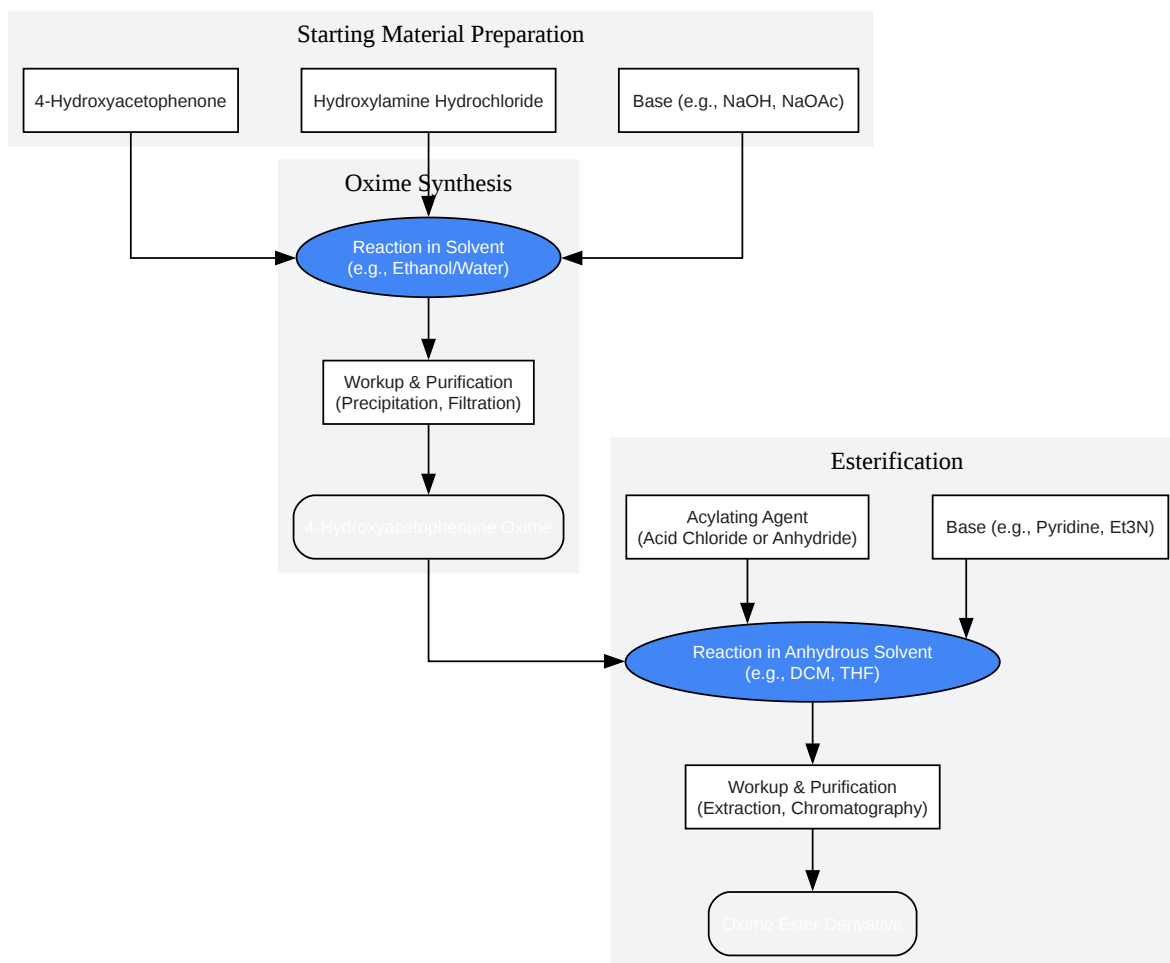 Starting Material Preparation
4-Hydroxyacetophenone
Hydroxylamine Hydrochloride
Base (e.g., NaOH, NaOAc)
Oxime Synthesis
Reaction in Solvent
(e.g., Ethanol/Water)
Workup & Purification
(Precipitation, Filtration)
4-Hydroxyacetophenone Oxime
Esterification
Acylating Agent
(Acid Chloride or Anhydride)
Base (e.g., Pyridine, Et3N)
Reaction in Anhydrous Solvent
(e.g., DCM, THF)
Workup & Purification
(Extraction, Chromatography)
Oxime Ester Derivative